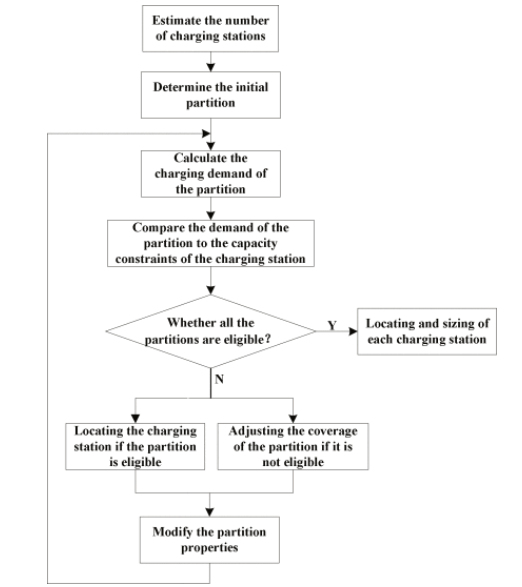 Estimate the number
of charging stations
Determine the initial
partition
Calculate the
charging demand of
the partition
Compare the demand of the
partition to the capacity
constraints of the charging station
Whether all the
partitions are eligible?
Y
Locating and sizing of
each charging station
N
Locating the charging
station if the partition
is eligible
Adjusting the coverage
of the partition if it is
not eligible
Modify the partition
properties